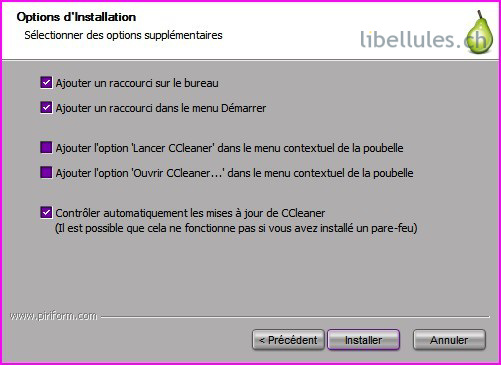 Options d'Installation
Sélectionner des options supplémentaires
libellules.ch
Ajouter un raccourci sur le bureau
Ajouter un raccourci dans le menu Démarrer
Ajouter l'option 'Lancer CCleaner' dans le menu contextuel de la poubelle
Ajouter l'option 'Ouvrir CCleaner...' dans le menu contextuel de la poubelle
Contrôler automatiquement les mises à jour de CCleaner
(Il est possible que cela ne fonctionne pas si vous avez installé un pare-feu)
www.piriform.com
< Précédent
Installer
Annuler